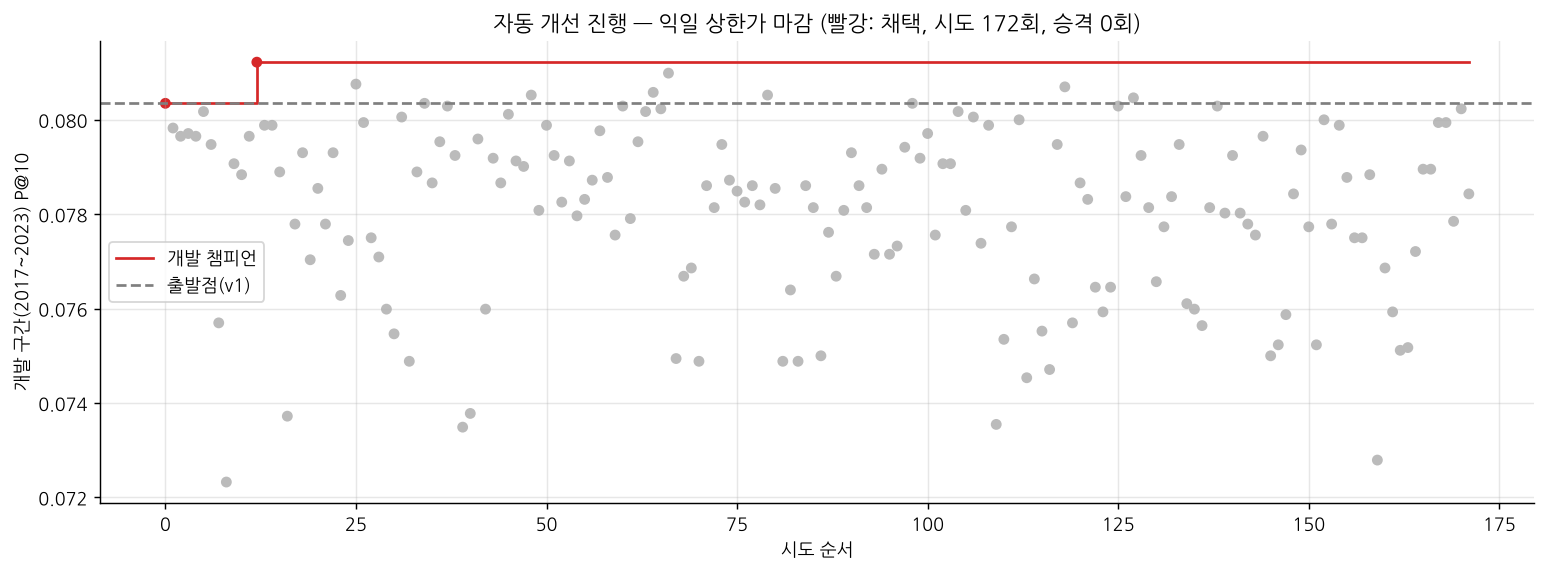 자동 개선 진행 — 익일 상한가 마감 (빨강: 채택, 시도 172회, 승격 0회)
개발 구간(2017~2023) P@10
0.080
0.078
0.076
0.074
0.072
개발 챔피언
출발점(v1)
0
25
50
75
100
125
150
175
시도 순서